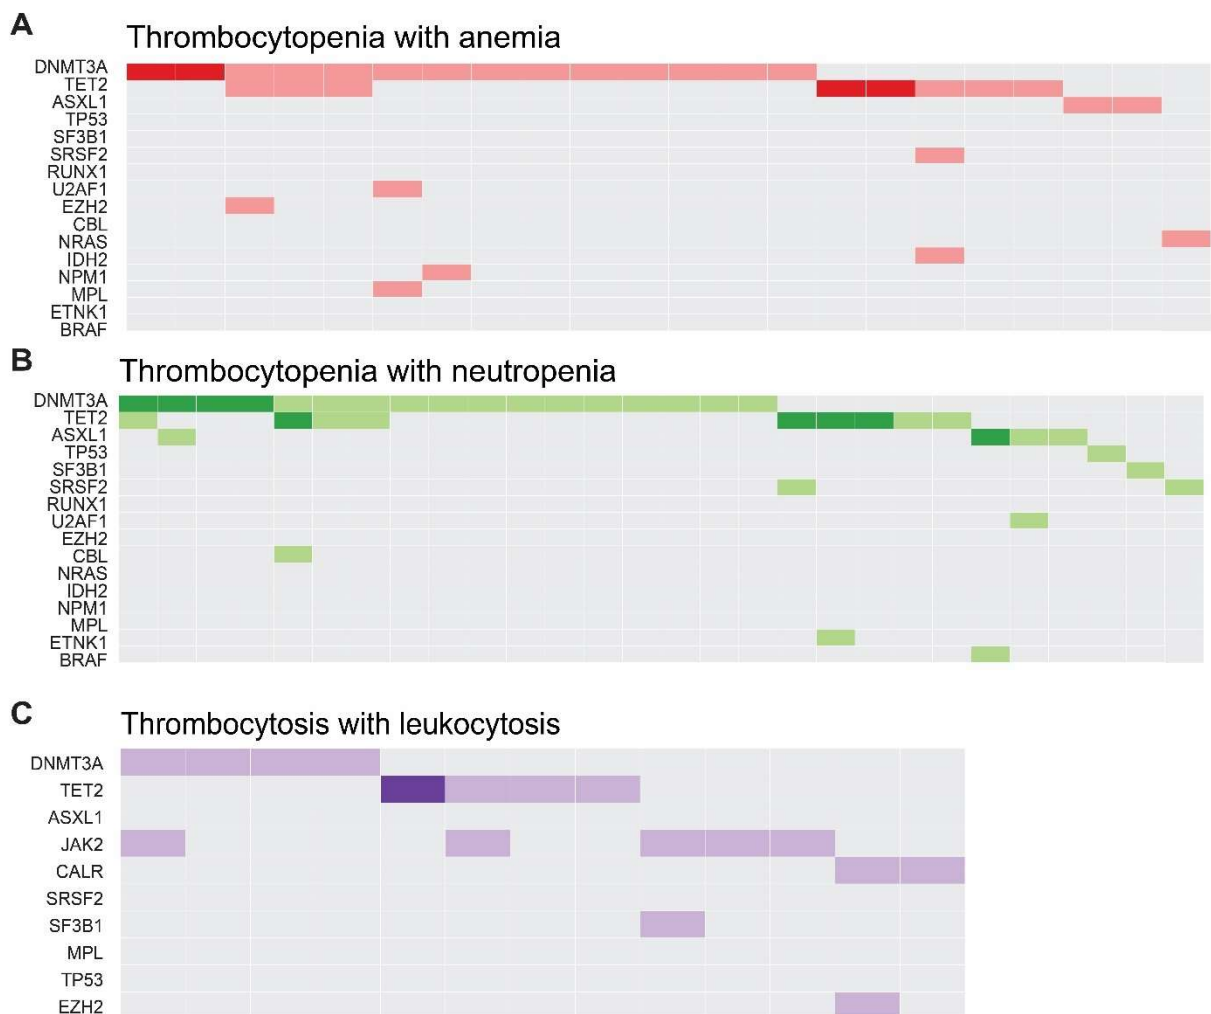 A
Thrombocytopenia with anemia
DNMT3A
TET2
ASXL1
TP53
SF3B1
SRSF2
RUNX1
U2AF1
EZH2
CBL
NRAS
IDH2
NPM1
MPL
ETNK1
BRAF
B
Thrombocytopenia with neutropenia
DNMT3A
TET2
ASXL1
TP53
SF3B1
SRSF2
RUNX1
U2AF1
EZH2
CBL
NRAS
IDH2
NPM1
MPL
ETNK1
BRAF
C
Thrombocytosis with leukocytosis
DNMT3A
TET2
ASXL1
JAK2
CALR
SRSF2
SF3B1
MPL
TP53
EZH2